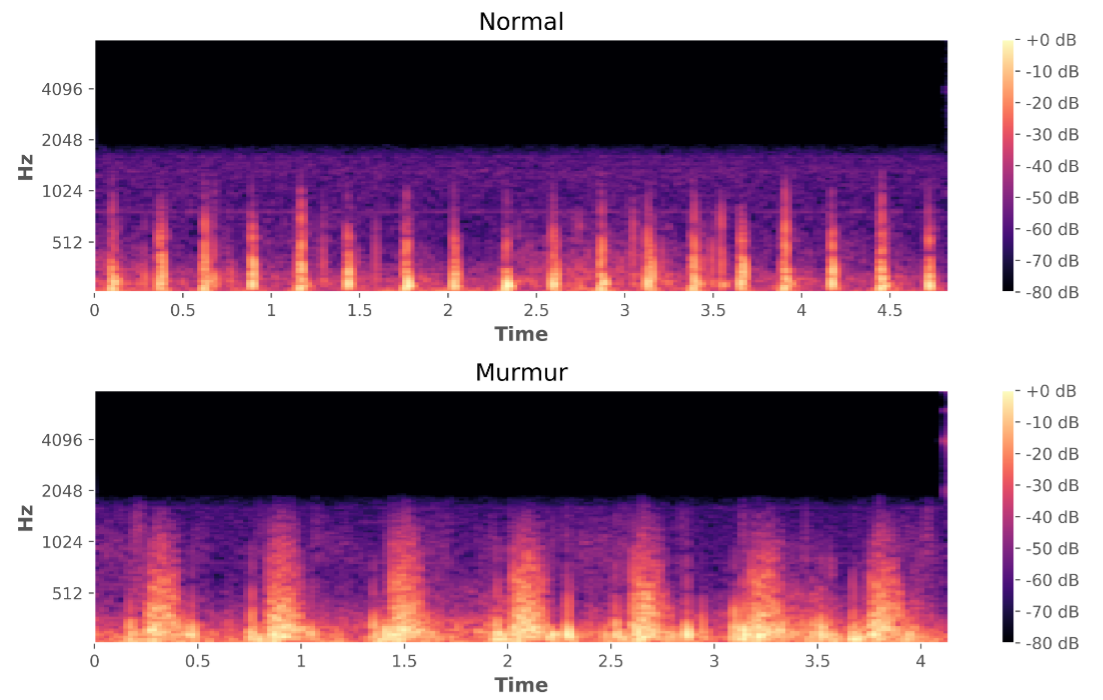 Normal
+0 dB
4096
-10 dB
-20 dB
2048
-30 dB
Hz
1024
-40 dB
-50 dB
512
-60 dB
-70 dB
-80 dB
0 0.5 1 1.5 2 2.5 3 3.5 4 4.5
Time
Murmur
+0 dB
4096
-10 dB
-20 dB
2048
-30 dB
Hz
1024
-40 dB
-50 dB
512
-60 dB
-70 dB
-80 dB
0 0.5 1 1.5 2 2.5 3 3.5 4
Time